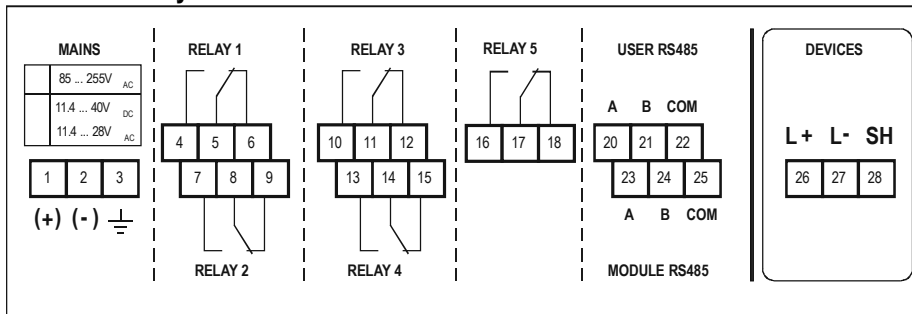 MAINS
85 ... 255V AC
11.4 ... 40V DC
11.4 ... 28V AC
1 2 3
(+) (-)
RELAY 1
4 5 6
7 8 9
RELAY 2
RELAY 3
10 11 12
13 14 15
RELAY 4
RELAY 5
16 17 18
USER RS485
A B COM
20 21 22
23 24 25
A B COM
MODULE RS485
DEVICES
L+ L- SH
26 27 28